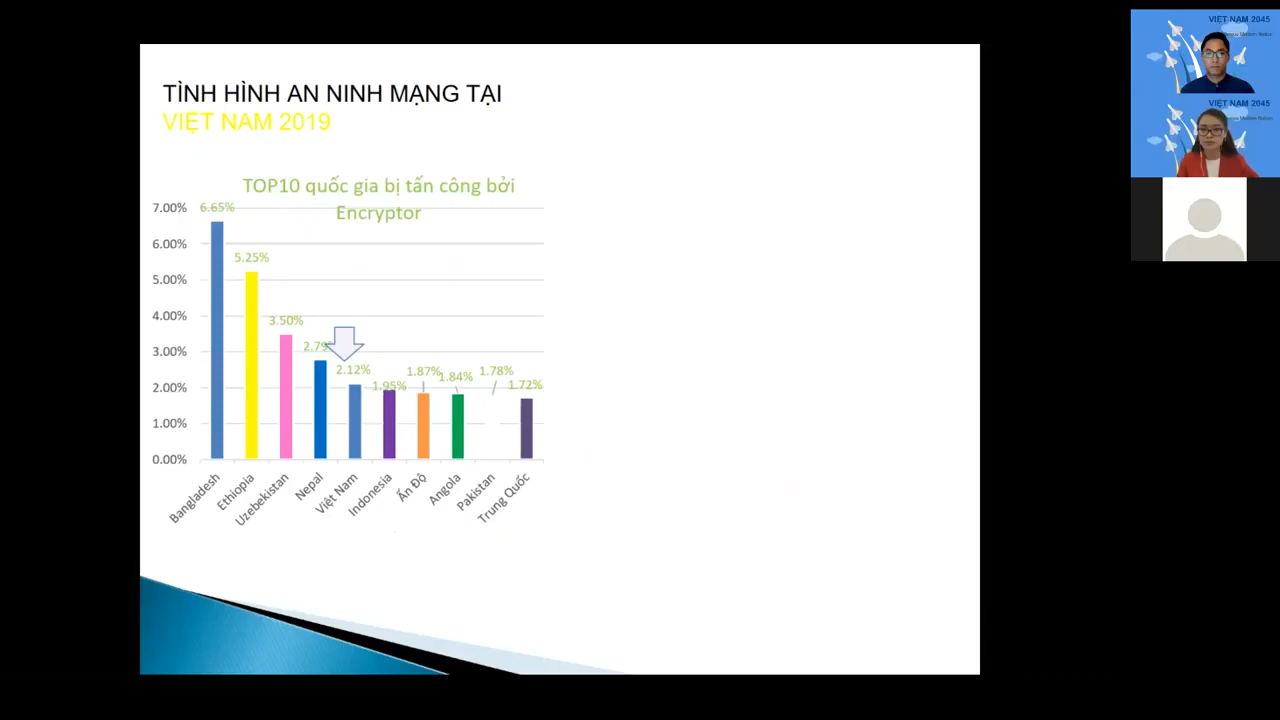 TÌNH HÌNH AN NINH MẠNG TẠI
VIỆT NAM 2019
TOP10 quốc gia bị tấn công bởi
Encryptor
7.00%
6.00%
5.00%
4.00%
3.00%
2.00%
1.00%
0.00%
6.65%
5.25%
3.50%
2.12%
1.95%
1.87%
1.84%
1.78%
1.72%
Bangladesh
Ethiopia
Uzebekistan
Nepal
Việt Nam
Indonesia
Ấn Độ
Angola
Pakistan
Trung Quốc
VIỆT NAM 2045
VIỆT NAM 2045